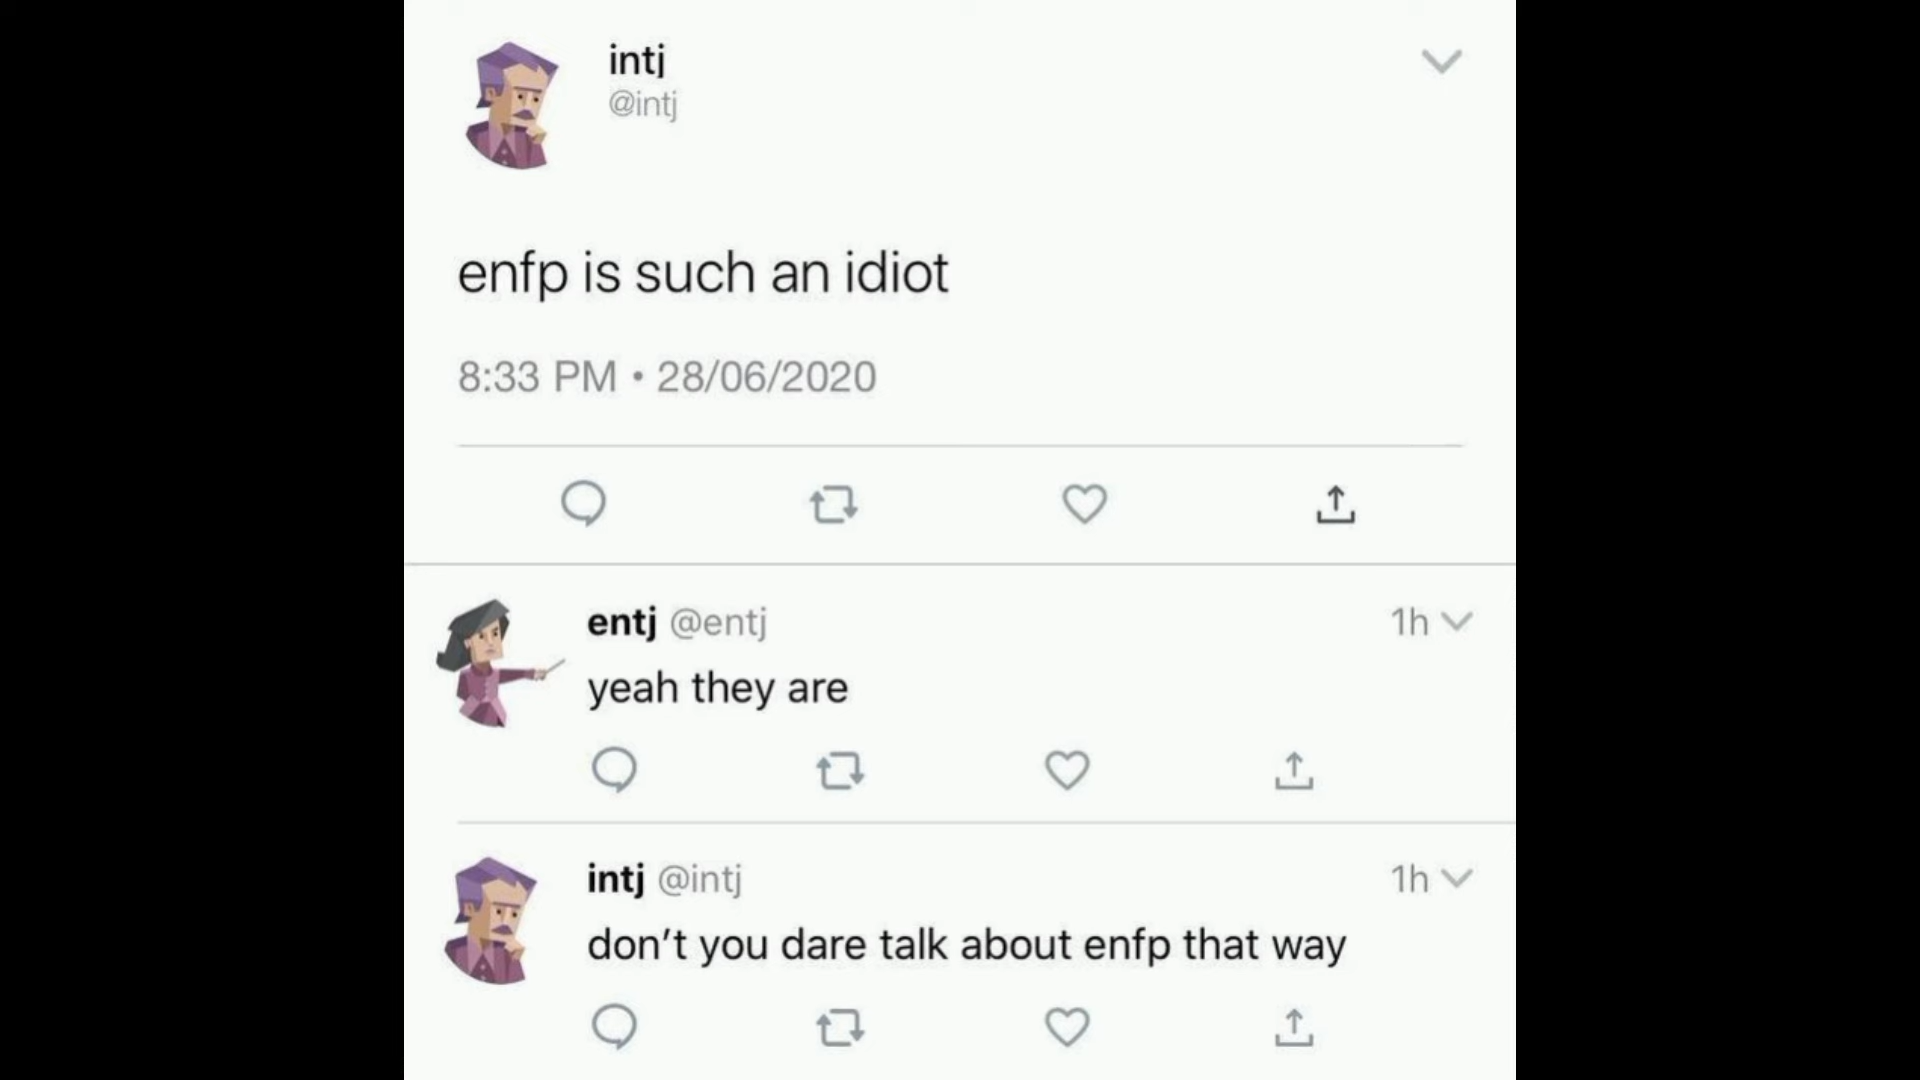 intj
@intj
enfp is such an idiot
8:33 PM • 28/06/2020
entj @entj 1h
yeah they are
intj @intj 1h
don’t you dare talk about enfp that way